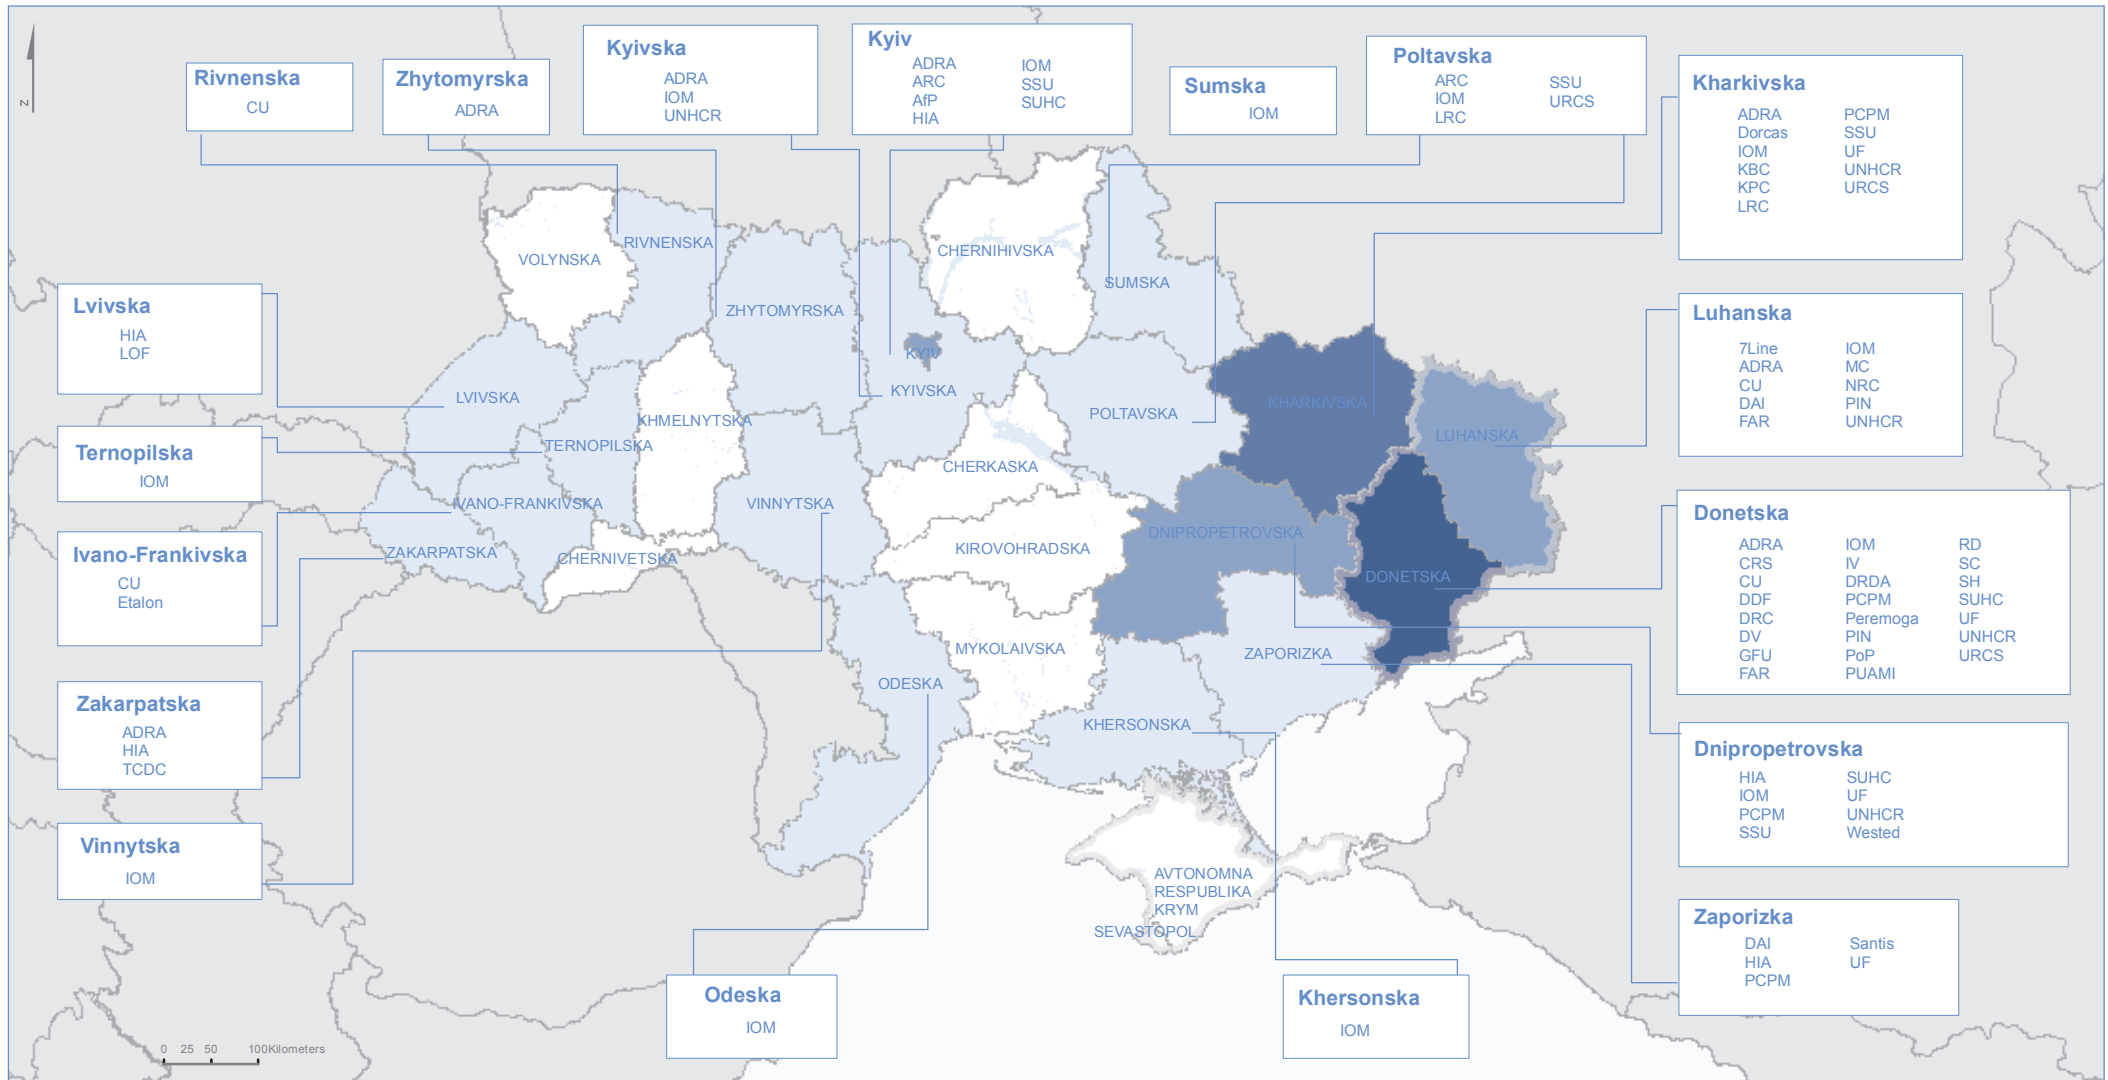 Rivnenska
CU
Zhytomyrska
ADRA
Kyivska
ADRA
IOM
UNHCR
Kyiv
ADRA
ARC
AfP
HIA
IOM
SSU
SUHC
Sumska
IOM
Poltavska
ARC
IOM
LRC
SSU
URCS
Kharkivska
ADRA
Dorcas
IOM
KBC
KPC
LRC
PCPM
SSU
UF
UNHCR
URCS
Luhanska
7Line
ADRA
CU
DAI
FAR
IOM
MC
NRC
PIN
UNHCR
Donetska
ADRA
CRS
CU
DDF
DRC
DV
GFU
FAR
IOM
IV
DRDA
PCPM
Peremoga
PIN
PoP
PUAMI
RD
SC
SH
SUHC
UF
UNHCR
URCS
Dnipropetrovska
HIA
IOM
PCPM
SSU
SUHC
UF
UNHCR
Wested
Zaporizka
DAI
HIA
PCPM
Santis
UF
Khersonska
IOM
Odeska
IOM
Lvivska
HIA
LOF
Ternopilska
IOM
Ivano-Frankivska
CU
Etalon
Zakarpatska
ADRA
HIA
TCDC
Vinnytska
IOM
N
VOLYNSKA
RIVNENSKA
ZHYTOMYRSKA
CHERNIHIVSKA
SUMSKA
KYIV
KYIVSKA
LVIVSKA
TERNOPILSKA
KHMELNYTSKA
POLTAVSKA
KHARKIVSKA
LUHANSKA
CHERKASKA
IVANO-FRANKIVSKA
VINNYTSKA
ZAKARPATSKA
CHERNIVETSKA
KIROVOHRADSKA
DNIPROPETROVSKA
DONETSKA
MYKOLAIVSKA
ZAPORIZKA
ODESKA
KHERSONSKA
AVTONOMNA
RESPUBLIKA
KRYM
SEVASTOPOL
0 25 50 100Kilometers